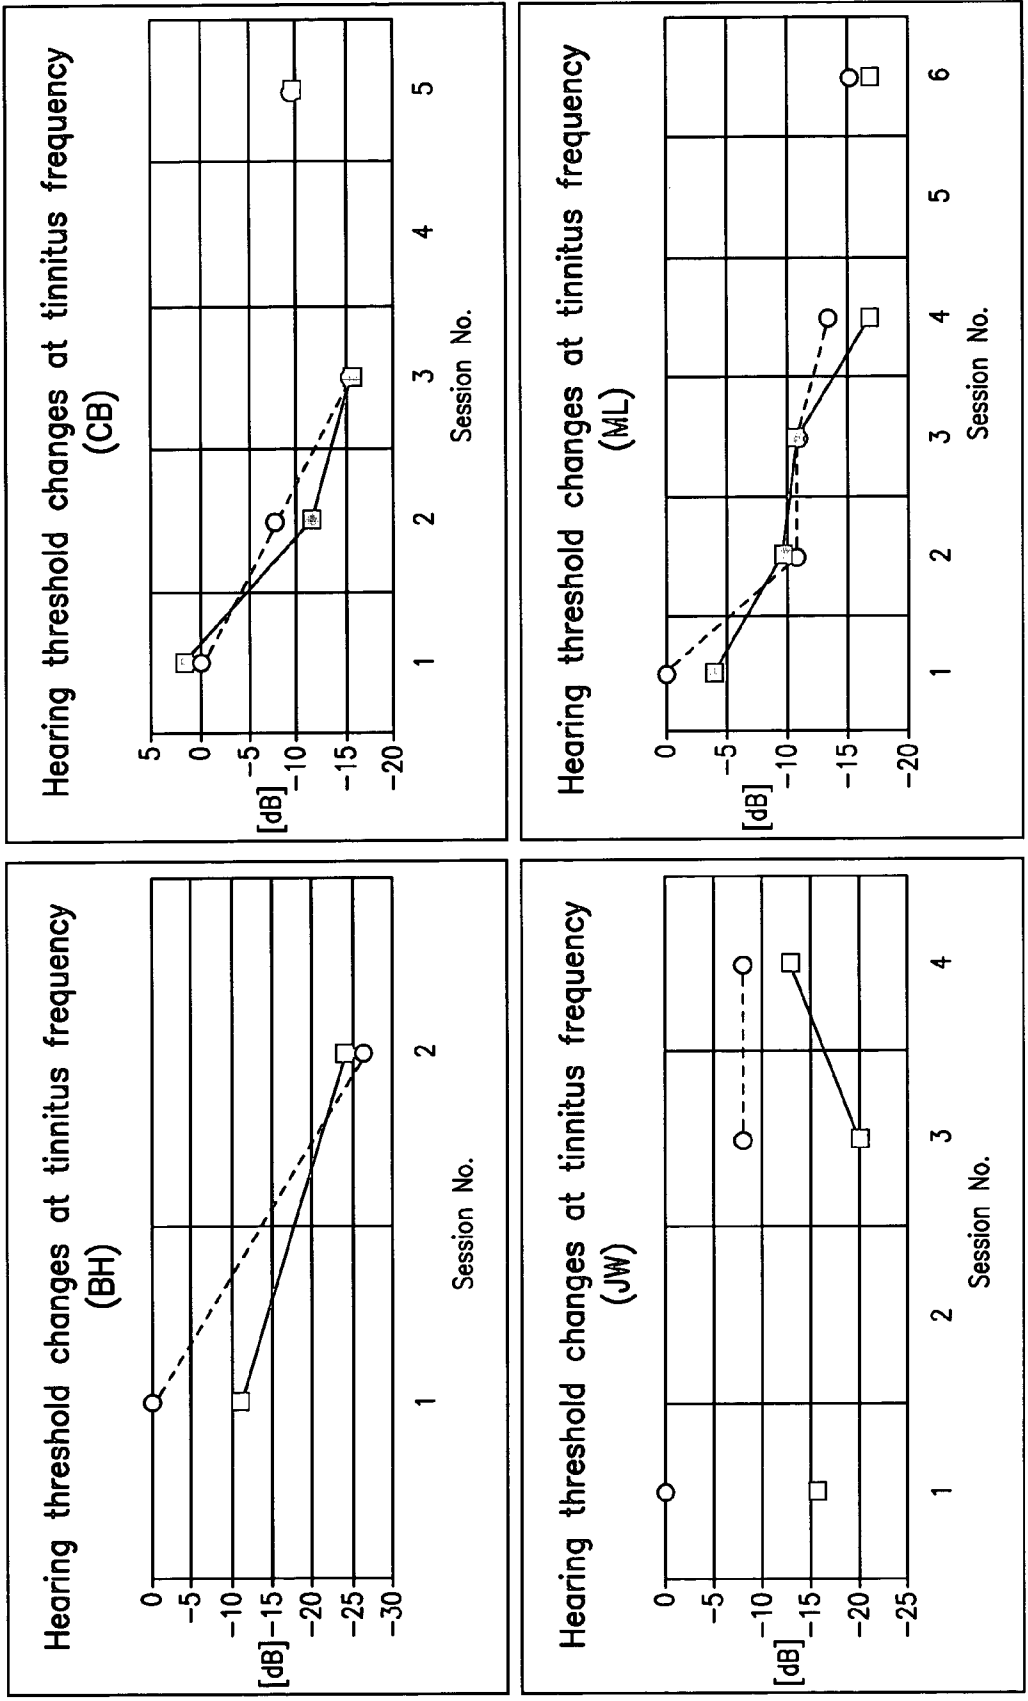 Hearing threshold changes at tinnitus frequency
(BH)
0
-5
-10
-15
-20
-25
-30
[dB]
1
2
Session No.
Hearing threshold changes at tinnitus frequency
(CB)
5
0
-5
-10
-15
-20
[dB]
1
2
3
4
5
Session No.
Hearing threshold changes at tinnitus frequency
(JW)
0
-5
-10
-15
-20
-25
[dB]
1
2
3
4
Session No.
Hearing threshold changes at tinnitus frequency
(ML)
0
-5
-10
-15
-20
[dB]
1
2
3
4
5
6
Session No.